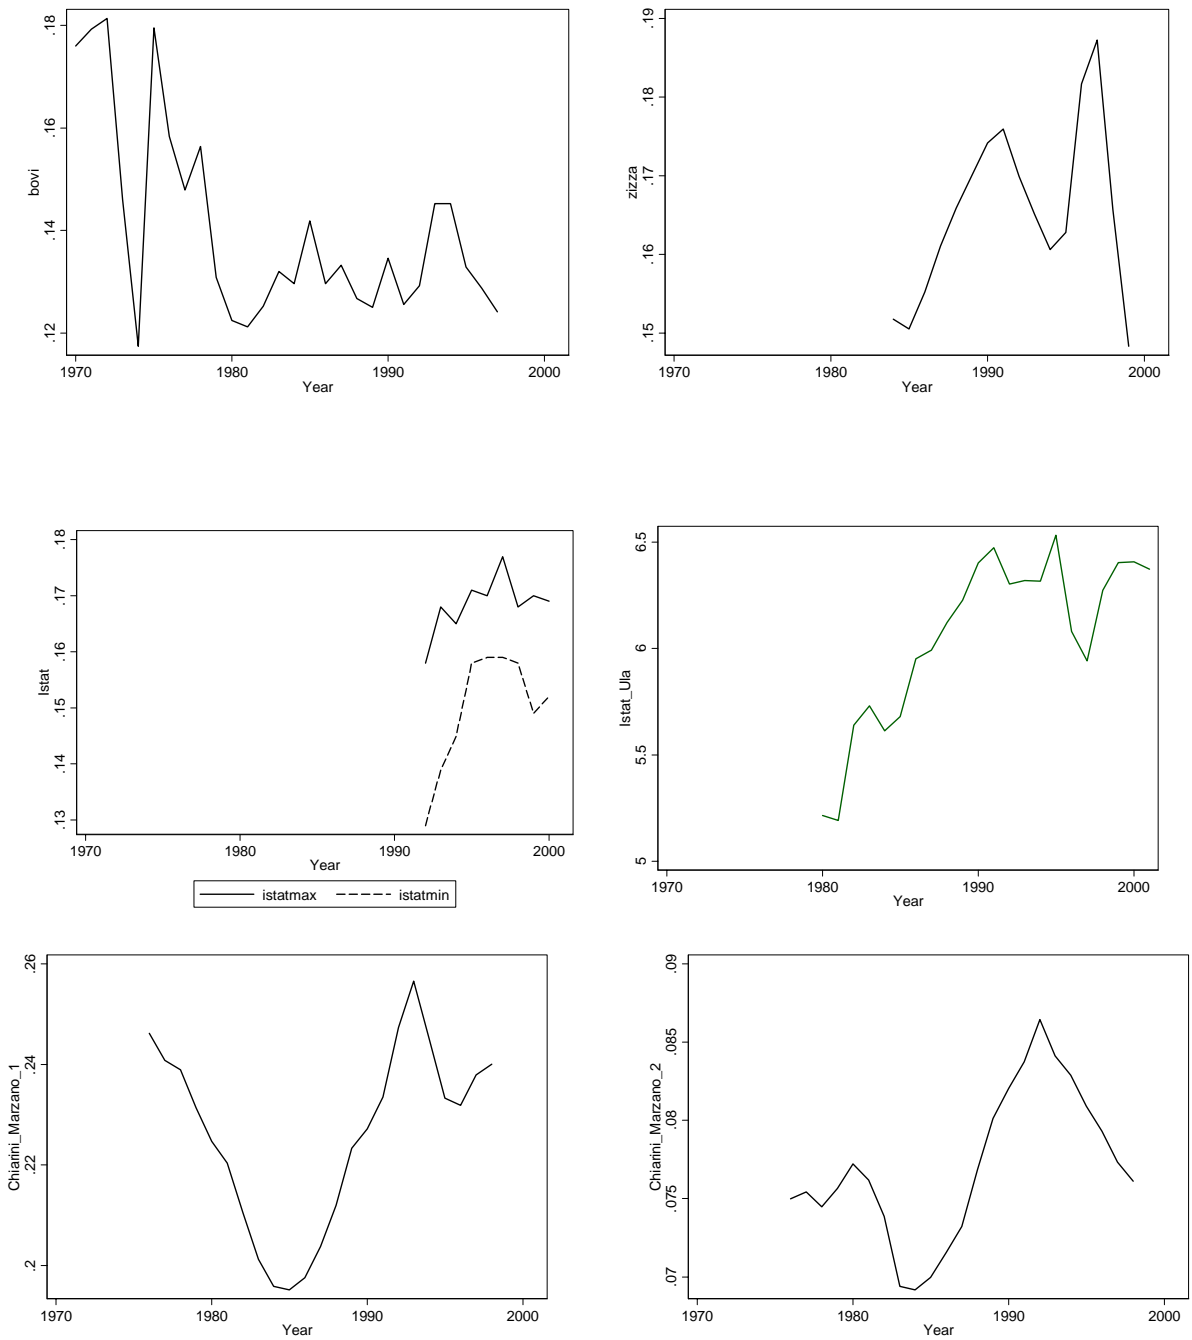 bovi
.18
.16
.14
.12
1970 1980 1990 2000
Year
zizza
.19
.18
.17
.16
.15
1970 1980 1990 2000
Year
Istat
.18
.17
.16
.15
.14
.13
1970 1980 1990 2000
Year
istatmax istatmin
Istat_Ula
6.5
6
5.5
5
1970 1980 1990 2000
Year
Chiarini_Marzano_1
.26
.24
.22
.2
1970 1980 1990 2000
Year
Chiarini_Marzano_2
.09
.085
.08
.075
.07
1970 1980 1990 2000
Year